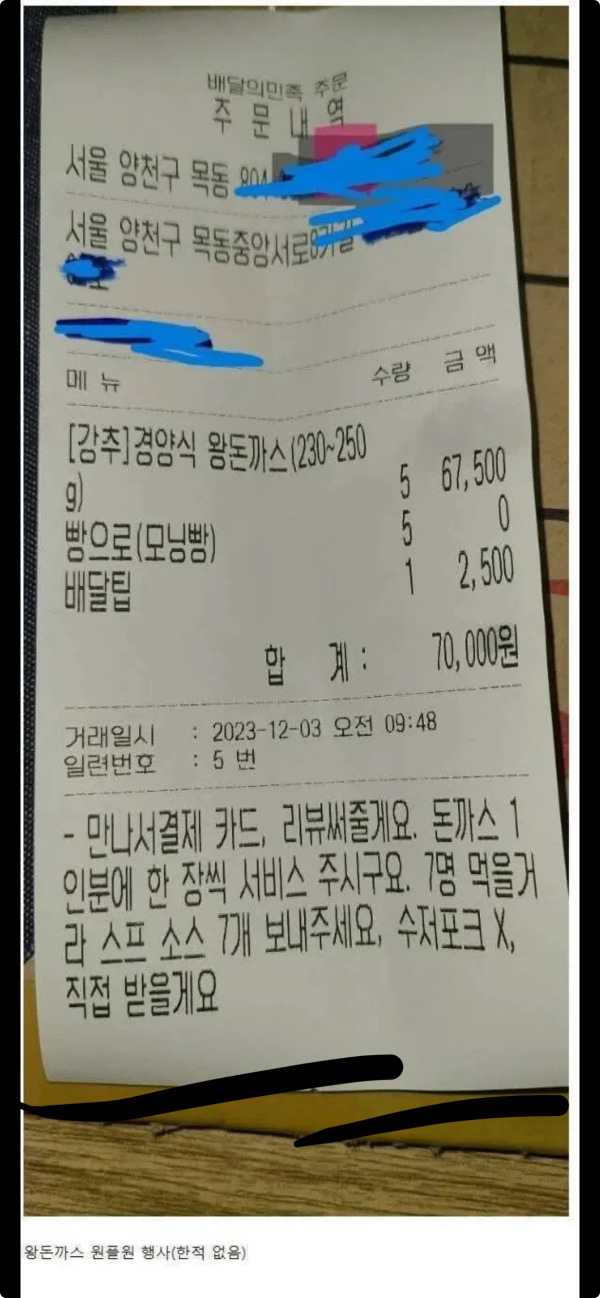 배달의민족 주문
주 문 내 역
서울 양천구 목동
서울 양천구 목동중앙서로8가길
메 뉴 수량 금 액
[강추]경양식 왕돈까스(230~250
g) 5 67,500
빵으로(모닝빵) 5 0
배달팁 1 2,500
합 계: 70,000원
거래일시 : 2023-12-03 오전 09:48
일련번호 : 5 번
- 만나서결제 카드, 리뷰써줄게요. 돈까스 1
인분에 한 장씩 서비스 주시구요. 7명 먹을거
라 스프 소스 7개 보내주세요, 수저포크 X,
직접 받을게요
왕돈까스 원플원 행사(한적 없음)